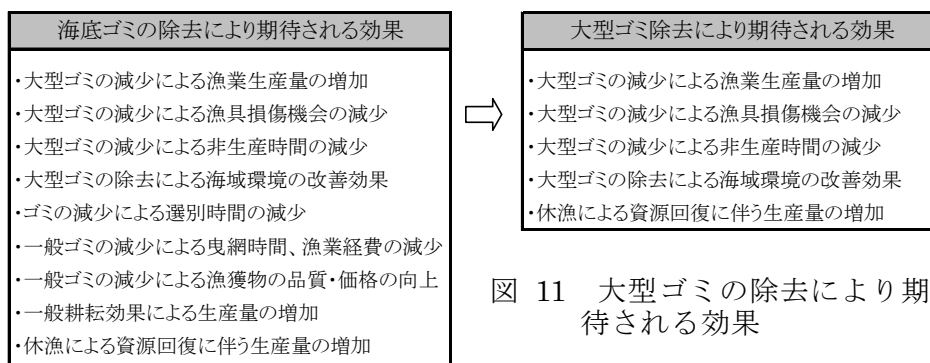 海底ゴミの除去により期待される効果
・大型ゴミの減少による漁業生産量の増加
・大型ゴミの減少による漁具損傷機会の減少
・大型ゴミの減少による非生産時間の減少
・大型ゴミの除去による海域環境の改善効果
・ゴミの減少による選別時間の減少
・一般ゴミの減少による曳網時間、漁業経費の減少
・一般ゴミの減少による漁獲物の品質・価格の向上
・一般耕耘効果による生産量の増加
・休漁による資源回復に伴う生産量の増加
大型ゴミ除去により期待される効果
・大型ゴミの減少による漁業生産量の増加
・大型ゴミの減少による漁具損傷機会の減少
・大型ゴミの減少による非生産時間の減少
・大型ゴミの除去による海域環境の改善効果
・休漁による資源回復に伴う生産量の増加
図 11 大型ゴミの除去により期
待される効果